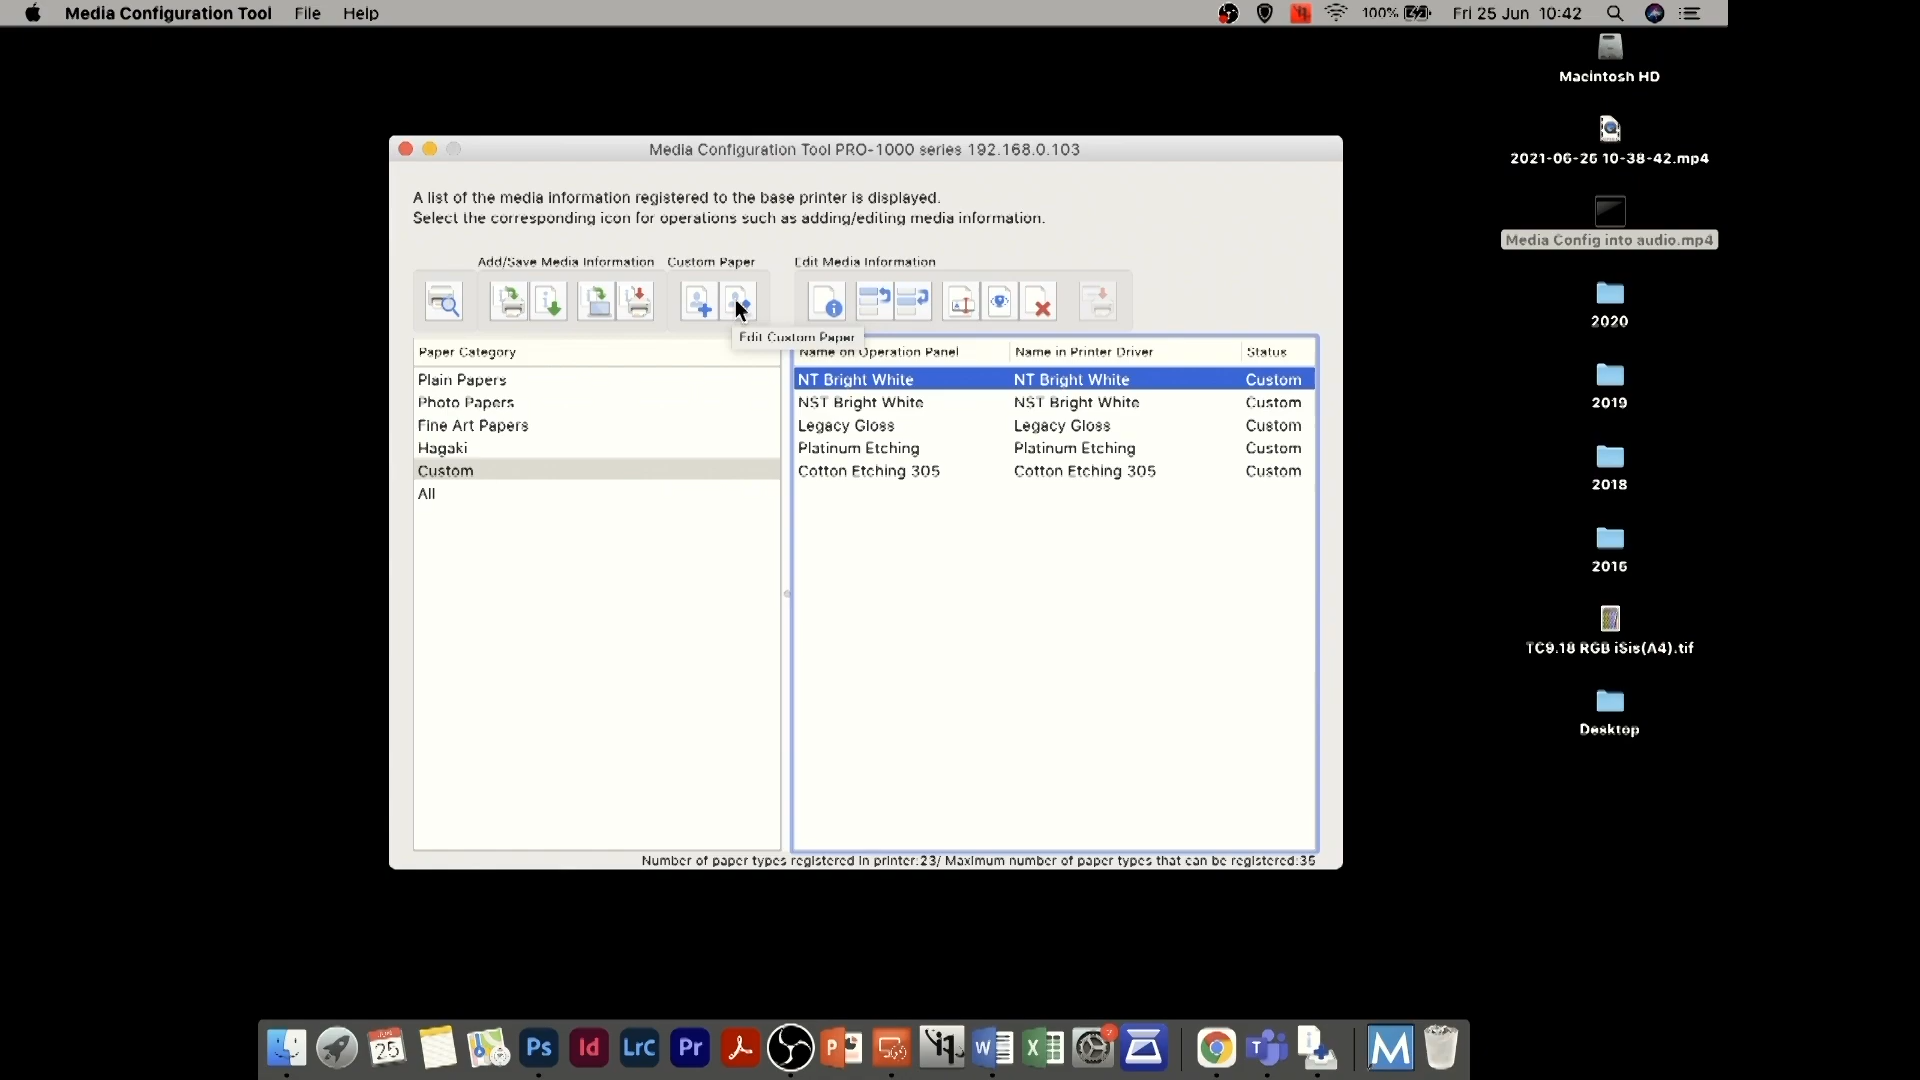 Media Configuration Tool File Help 100% Fri 25 Jun 10:42
Macintosh HD
2021-06-25 10-38-42.mp4
Media Config into audio.mp4
2020
2019
2018
2016
TC9.18 RGB iSis(A4).tif
Desktop
Media Configuration Tool PRO-1000 series 192.168.0.103
A list of the media information registered to the base printer is displayed.
Select the corresponding icon for operations such as adding/editing media information.
Add/Save Media Information Custom Paper Edit Media Information
Edit Custom Paper
Paper Category Name on Operation Panel Name in Printer Driver Status
Plain Papers NT Bright White NT Bright White Custom
Photo Papers NST Bright White NST Bright White Custom
Fine Art Papers Legacy Gloss Legacy Gloss Custom
Hagaki Platinum Etching Platinum Etching Custom
Custom Cotton Etching 305 Cotton Etching 305 Custom
All
Number of paper types registered in printer:23/ Maximum number of paper types that can be registered:35
25 Ps Id LrC Pr P W X 7 M